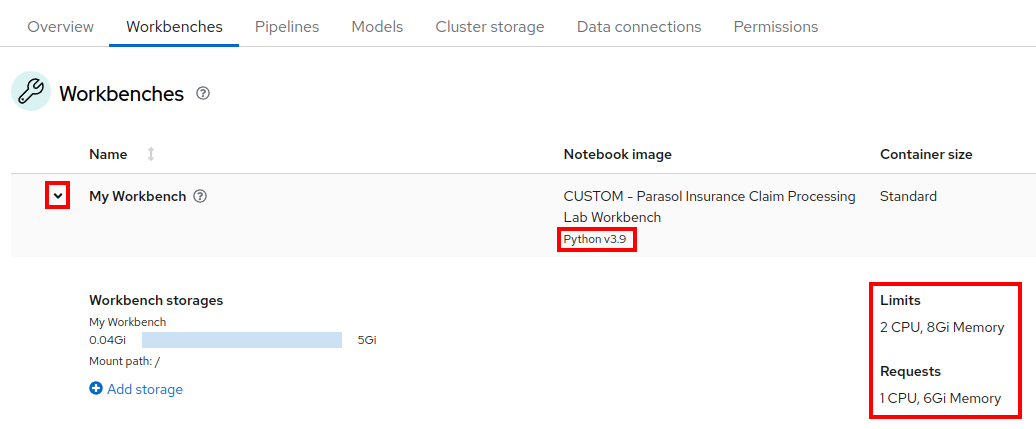 Overview Workbenches Pipelines Models Cluster storage Data connections Permissions
Workbenches
Name Notebook image Container size
My Workbench CUSTOM - Parasol Insurance Claim Processing Standard
Lab Workbench
Python v3.9
Workbench storages
My Workbench
0.04Gi 5Gi
Mount path: /
Add storage
Limits
2 CPU, 8Gi Memory
Requests
1 CPU, 6Gi Memory